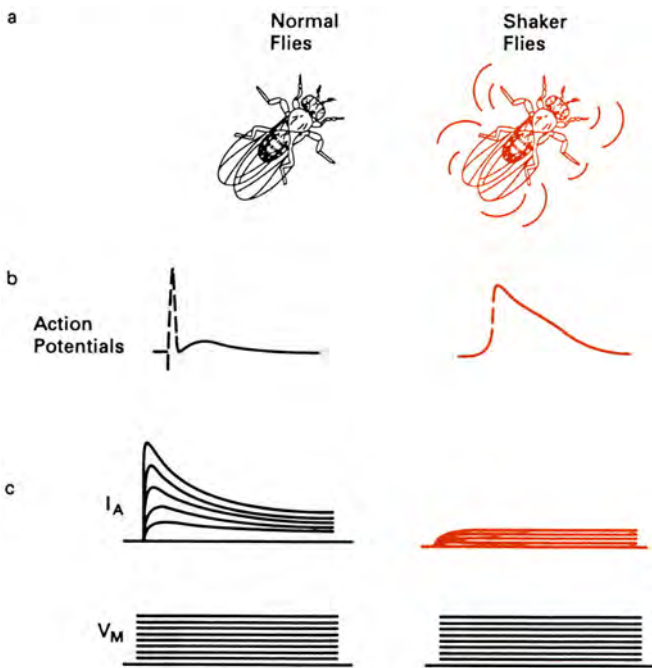 a
Normal
Flies
Shaker
Flies
b
Action
Potentials
c
I_A
V_M